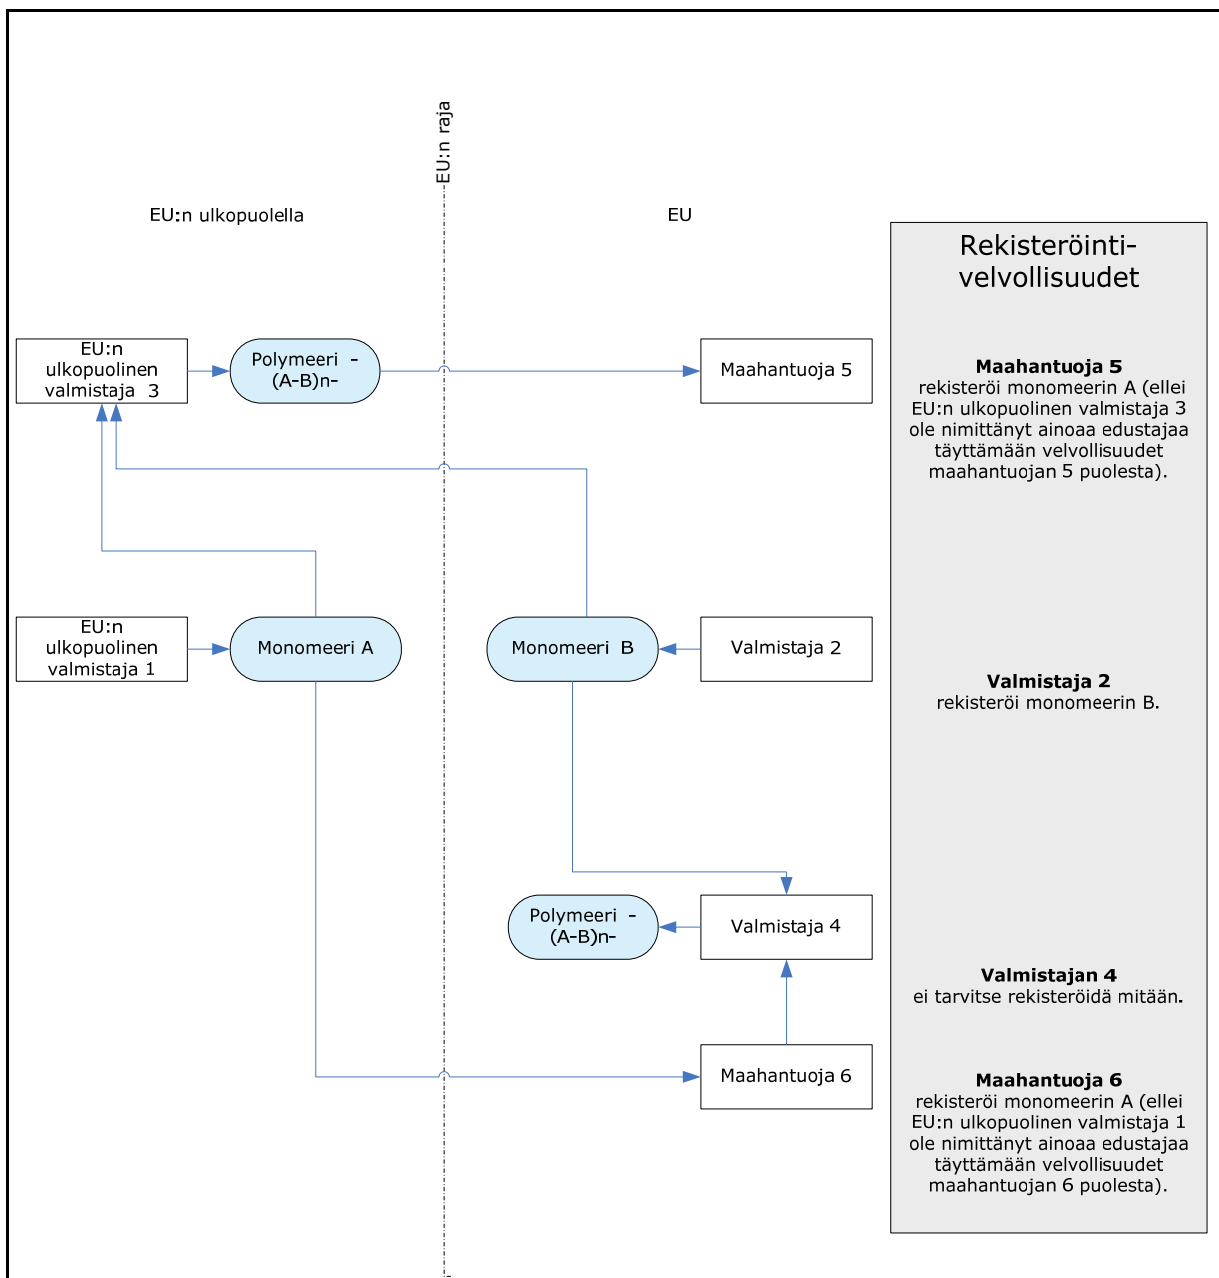 EU:n raja
EU:n ulkopuolella
EU
Rekisteröinti-
velvollisuudet
EU:n
ulkopuolinen
valmistaja 3
Polymeeri -
(A-B)n-
Maahantuoja 5
Maahantuoja 5
rekisteröi monomeerin A (ellei
EU:n ulkopuolinen valmistaja 3
ole nimittänyt ainoaa edustajaa
täyttämään velvollisuudet
maahantuojan 5 puolesta).
EU:n
ulkopuolinen
valmistaja 1
Monomeeri A
Monomeeri B
Valmistaja 2
Valmistaja 2
rekisteröi monomeerin B.
Polymeeri -
(A-B)n-
Valmistaja 4
Valmistajan 4
ei tarvitse rekisteröidä mitään.
Maahantuoja 6
Maahantuoja 6
rekisteröi monomeerin A (ellei
EU:n ulkopuolinen valmistaja 1
ole nimittänyt ainoaa edustajaa
täyttämään velvollisuudet
maahantuojan 6 puolesta).